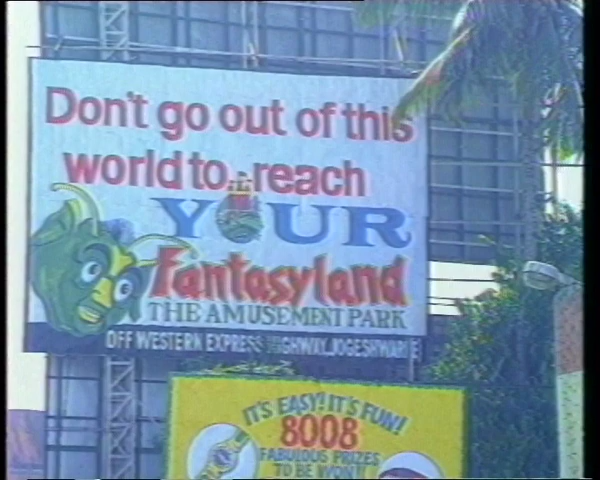 Don't go out of this
world to reach
YOUR
Fantasyland
THE AMUSEMENT PARK
OFF WESTERN EXPRESS HIGHWAY, JOGESHWARI E
IT'S EASY! IT'S FUN!
8008
FABULOUS PRIZES
TO BE WON!